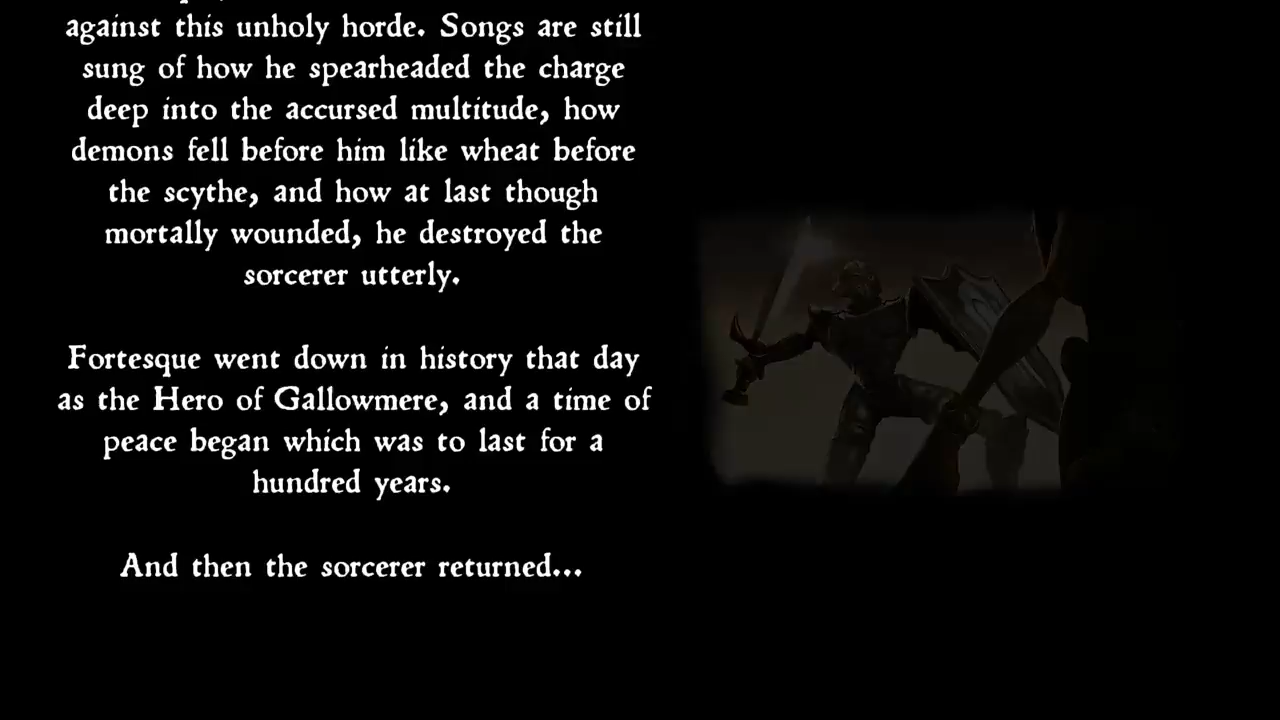 against this unholy horde. Songs are still
sung of how he spearheaded the charge
deep into the accursed multitude, how
demons fell before him like wheat before
the scythe, and how at last though
mortally wounded, he destroyed the
sorcerer utterly.
Fortesque went down in history that day
as the Hero of Gallowmere, and a time of
peace began which was to last for a
hundred years.
And then the sorcerer returned...